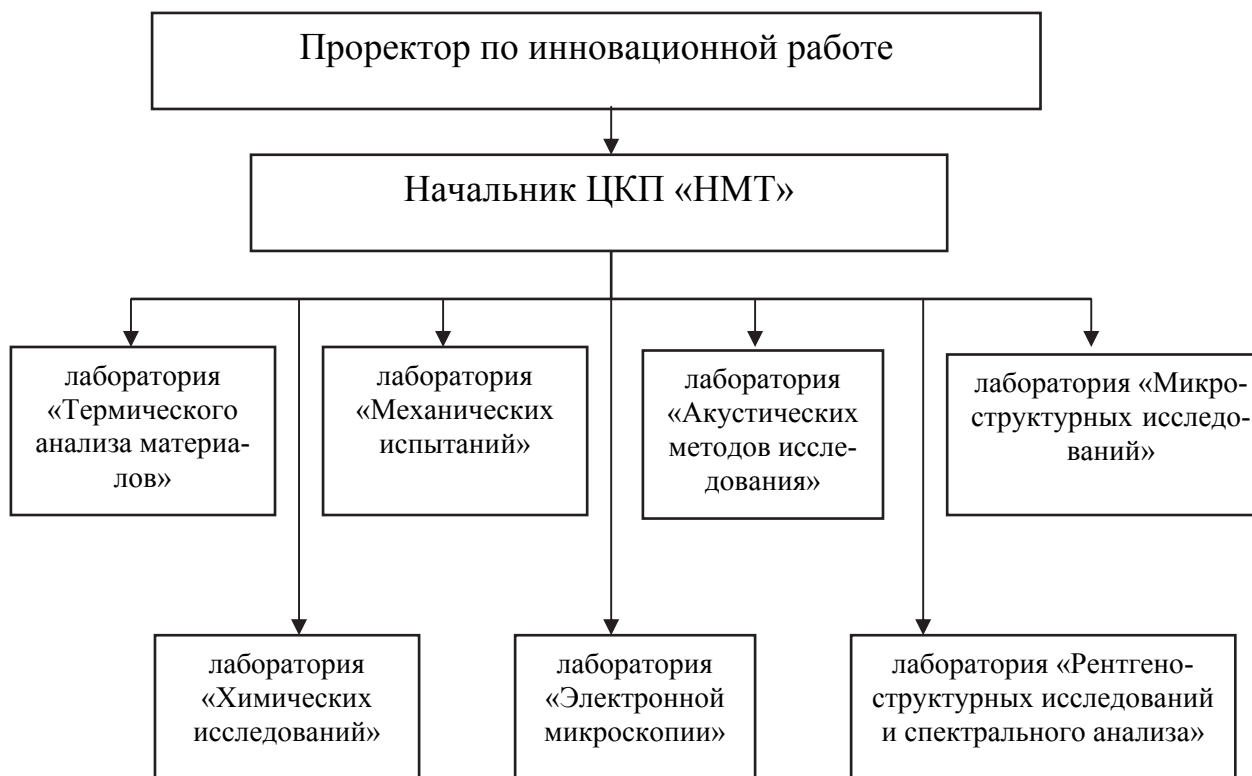 Проректор по инновационной работе
Начальник ЦКП «НМТ»
лаборатория
«Термического
анализа материа-
лов»
лаборатория
«Механических
испытаний»
лаборатория
«Акустических
методов иссле-
дования»
лаборатория «Микро-
структурных исследо-
ваний»
лаборатория
«Химических
исследований»
лаборатория
«Электронной
микроскопии»
лаборатория «Рентгено-
структурных исследований
и спектрального анализа»